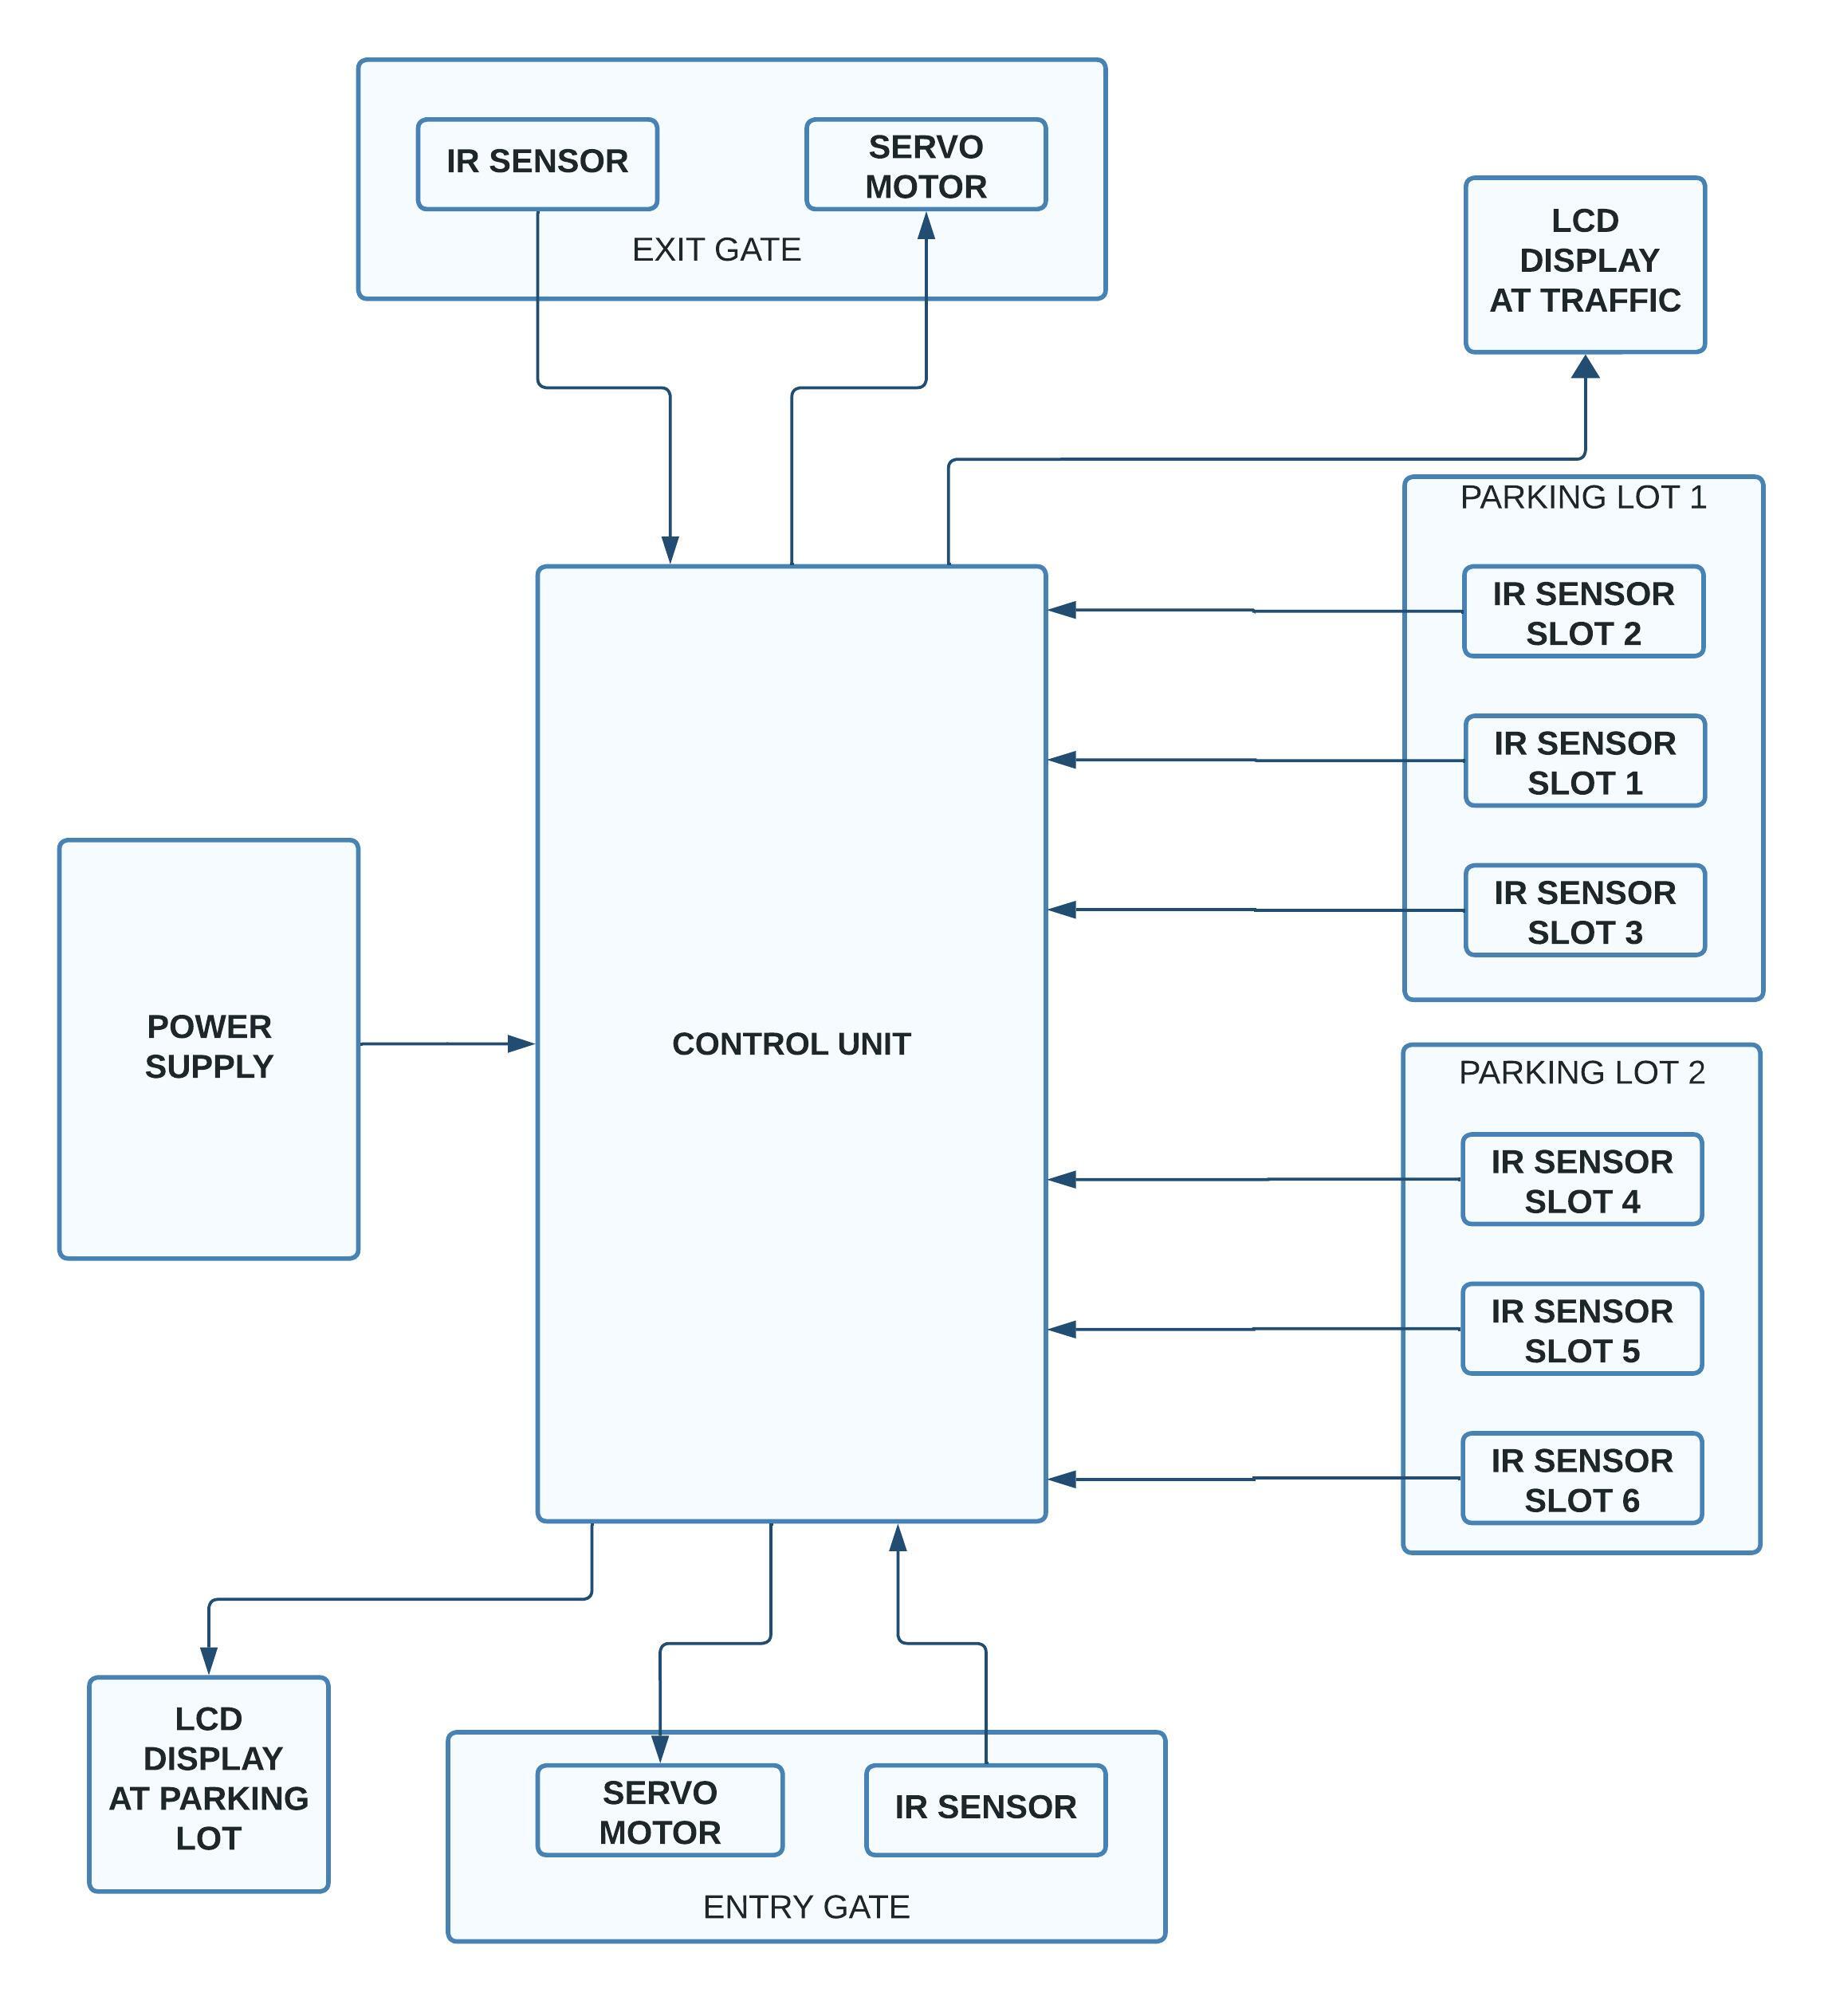 IR SENSOR
SERVO
MOTOR
EXIT GATE
LCD
DISPLAY
AT TRAFFIC
PARKING LOT 1
IR SENSOR
SLOT 2
IR SENSOR
SLOT 1
IR SENSOR
SLOT 3
POWER
SUPPLY
CONTROL UNIT
PARKING LOT 2
IR SENSOR
SLOT 4
IR SENSOR
SLOT 5
IR SENSOR
SLOT 6
LCD
DISPLAY
AT PARKING
LOT
SERVO
MOTOR
IR SENSOR
ENTRY GATE